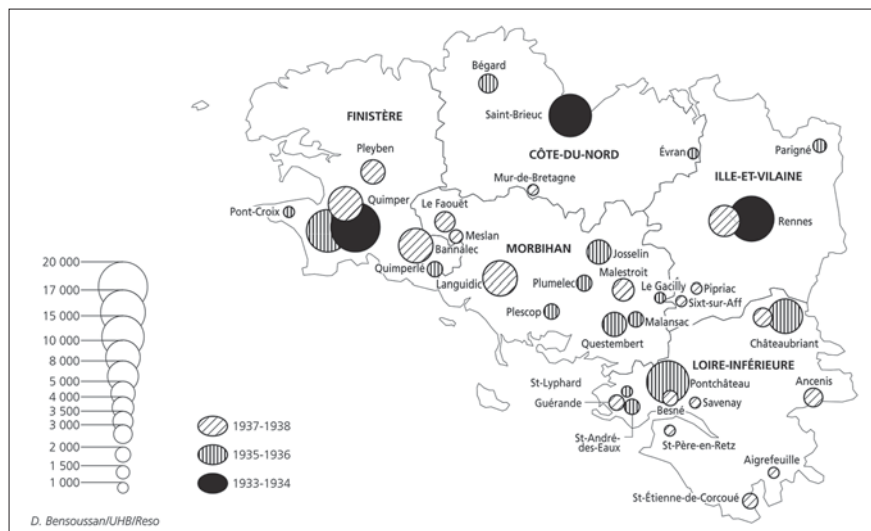 Bégard
Saint-Brieuc
FINISTÈRE
Pleyben
CÔTE-DU-NORD
Évran
Parigné
ILLE-ET-VILAINE
Mur-de-Bretagne
Quimper
Le Faouët
Pont-Croix
Rennes
Meslan
Bannalec
MORBIHAN
Josselin
Quimperlé
Languidic
Plumelec
Malestroit
Le Gacilly
Pipriac
Sixt-sur-Aff
Plescop
Malansac
Questembert
Châteaubriant
LOIRE-INFÉRIEURE
St-Lyphard
Pontchâteau
Ancenis
Guérande
Besné
Savenay
St-André-
des-Eaux
St-Père-en-Retz
Aigrefeuille
St-Étienne-de-Corcoué
20 000
17 000
15 000
10 000
8 000
5 000
4 000
3 500
3 000
2 000
1 500
1 000
1937-1938
1935-1936
1933-1934
D. Bensoussan/UHB/Reso